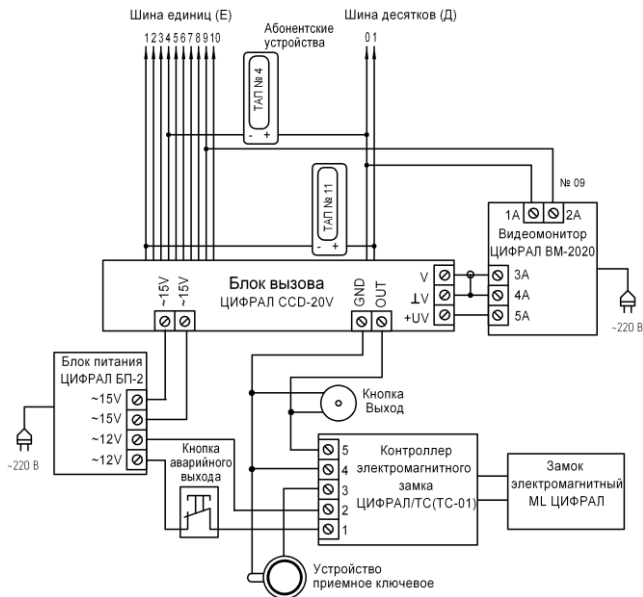 Шина единиц (Е)
Шина десятков (Д)
Абонентские
устройства
1 2 3 4 5 6 7 8 9 10
0 1
ТАП № 4
- +
ТАП № 11
- +
№ 09
1А 2А
Видеомонитор
ЦИФРАЛ ВМ-2020
3А
4А
5А
~220 В
~15V
~15V
Блок вызова
ЦИФРАЛ CCD-20V
GND
OUT
V
⊥V
+UV
Блок питания
ЦИФРАЛ БП-2
~15V
~15V
~12V
~12V
~220 В
Кнопка
Выход
Кнопка
аварийного
выхода
5
4
3
2
1
Контроллер
электромагнитного
замка
ЦИФРАЛ/ТС(ТС-01)
Замок
электромагнитный
ML ЦИФРАЛ
Устройство
приемное ключевое